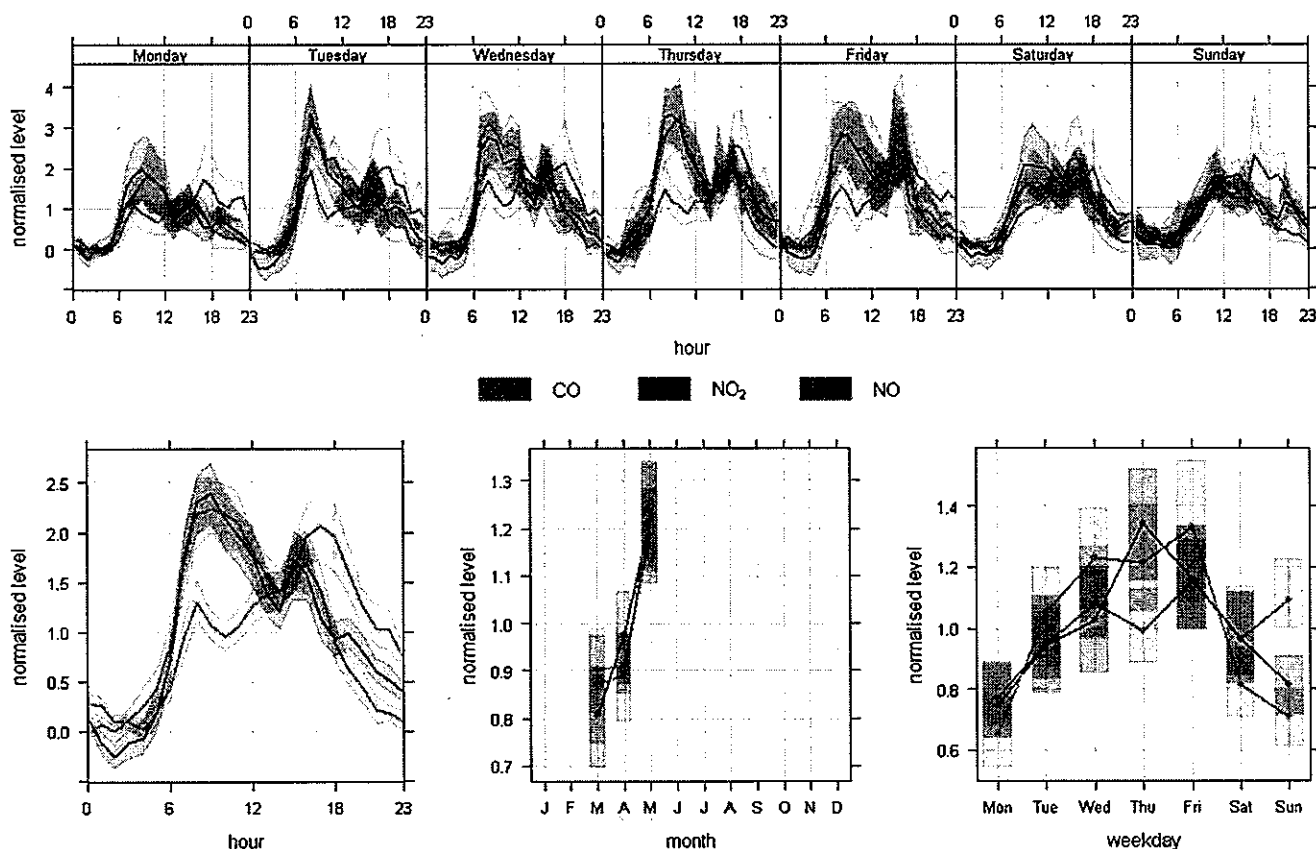 0 6 12 18 23 0 6 12 18 23 0 6 12 18 23
Monday Tuesday Wednesday Thursday Friday Saturday Sunday
normalised level
4
3
2
1
0
0 6 12 18 23 0 6 12 18 23 0 6 12 18 23 0 6 12 18 23
hour
CO NO₂ NO
0 6 12 18 23
normalised level
2.5
2.0
1.5
1.0
0.5
0.0
0 6 12 18 23
hour
J F M A M J J A S O N D
normalised level
1.3
1.2
1.1
1.0
0.9
0.8
0.7
J F M A M J J A S O N D
month
normalised level
1.4
1.2
1.0
0.8
0.6
Mon Tue Wed Thu Fri Sat Sun
weekday